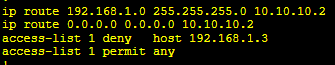 ip route 192.168.1.0 255.255.255.0 10.10.10.2
ip route 0.0.0.0 0.0.0.0 10.10.10.2
access-list 1 deny   host 192.168.1.3
access-list 1 permit any
!